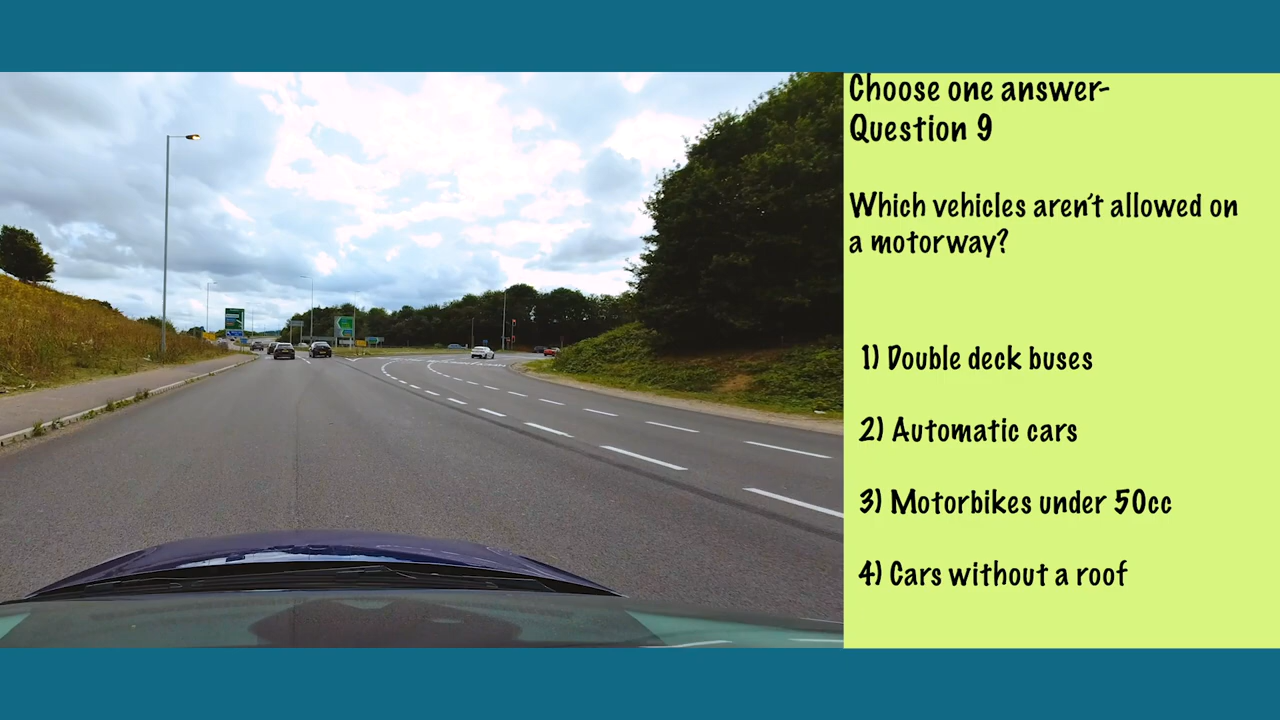 Choose one answer-
Question 9
Which vehicles aren't allowed on
a motorway?
1) Double deck buses
2) Automatic cars
3) Motorbikes under 50cc
4) Cars without a roof